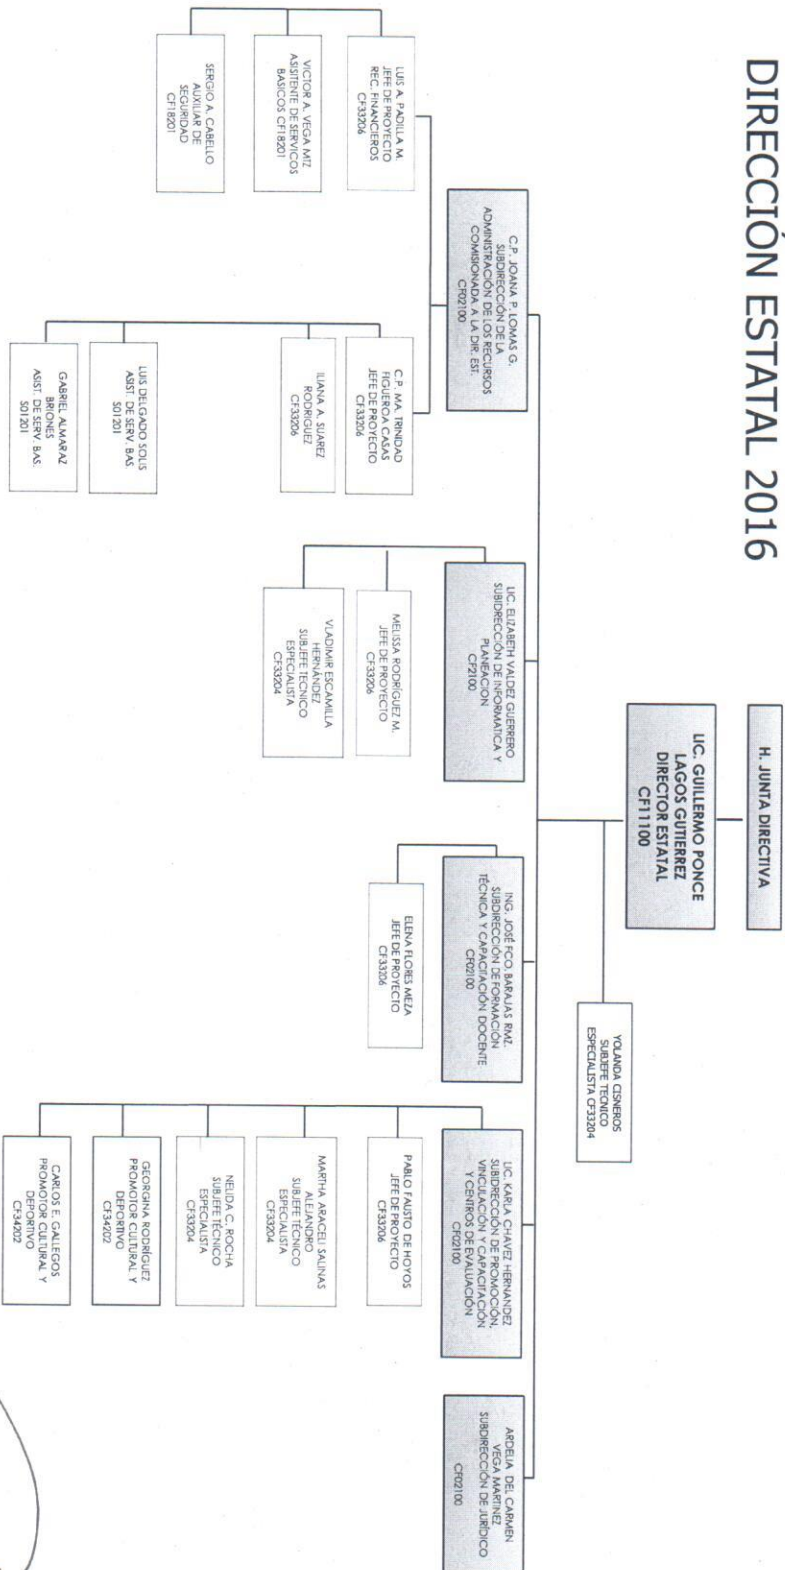 DIRECCIÓN ESTATAL 2016
H. JUNTA DIRECTIVA
LIC. GUILLERMO PONCE
LAGOS GUTIERREZ
DIRECTOR ESTATAL
CF11100
YOLANDA CISNEROS
SUBJEFE TECNICO
ESPECIALISTA CF33204
C.P. JOANA P. LOMAS G.
SUBDIRECCIÓN DE LA
ADMINISTRACIÓN DE LOS RECURSOS
COMISIONADA A LA DIR. EST.
CF02100
LUIS A. PADILLA M.
JEFE DE PROYECTO
REC. FINANCIEROS
CF33206
VICTOR A. VEGA MTZ
ASISITENTE DE SERVICOS
BASICOS CF18201
SERGIO A. CABELLO
AUXILIAR DE
SEGURIDAD
CF18201
C.P. MA. TRINIDAD
FIGUEROA CASAS
JEFE DE PROYECTO
CF33206
ILIANA A. SUAREZ
RODRIGUEZ
CF33206
LUIS DELGADO SOLIS
ASIST. DE SERV. BAS.
S01201
GABRIEL ALMARAZ
BRIONES
ASIST. DE SERV. BAS.
S01201
LIC. ELIZABETH VALDEZ GUERRERO
SUBIDRECCIÓN DE INFORMATICA Y
PLANEACION
CF2100
MELISSA RODRÍGUEZ M.
JEFE DE PROYECTO
CF33206
VLADIMIR ESCAMILLA
HERNÁNDEZ
SUBJEFE TECNICO
ESPECIALISTA
CF33204
ING. JOSÉ FCO. BARAJAS RMZ.
SUBDIRECCIÓN DE FORMACIÓN
TÉCNICA Y CAPACITACIÓN DOCENTE
CF02100
ELENA FLORES MEZA
JEFE DE PROYECTO
CF33206
LIC. KARLA CHAVEZ HERNANDEZ
SUBDIRECCIÓN DE PROMOCIÓN,
VINCULACIÓN Y CAPACITACIÓN
Y CENTROS DE EVALUACIÓN
CF02100
PABLO FAUSTO DE HOYOS
JEFE DE PROYECTO
CF33206
MARTHA ARACELI SALINAS
ALEJANDRO
SUBJEFE TÉCNICO
ESPECIALISTA
CF33204
NELIDA C. ROCHA
SUBJEFE TÉCNICO
ESPECIALISTA
CF33204
GEORGINA RODRÍGUEZ
PROMOTOR CULTURAL Y
DEPORTIVO
CF34202
CARLOS E. GALLEGOS
PROMOTOR CULTURAL Y
DEPORTIVO
CF34202
ARDELIA DEL CARMEN
VEGA MARTINEZ
SUBDIRECCIÓN DE JURÍDICO
CF02100